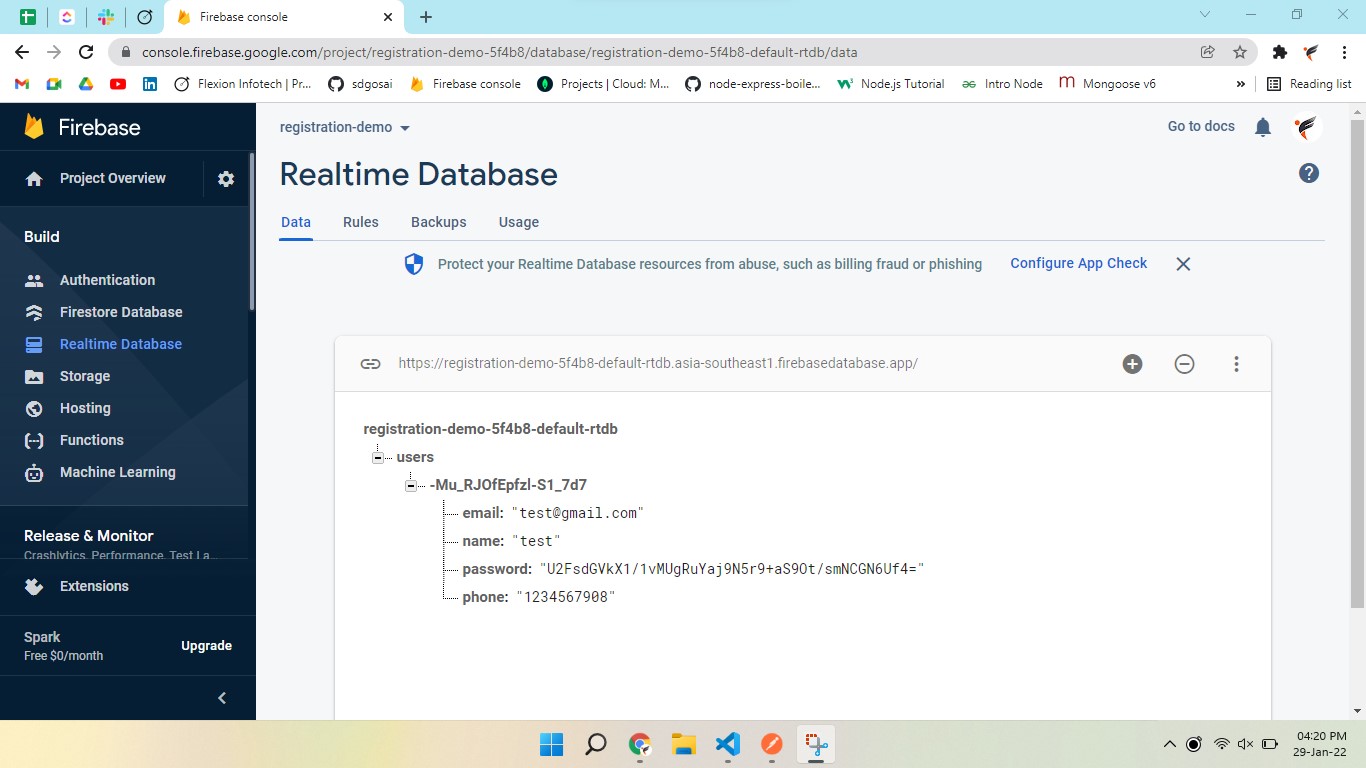 Firebase console
console.firebase.google.com/project/registration-demo-5f4b8/database/registration-demo-5f4b8-default-rtdb/data
Flexion Infotech | Pr... sdgosai Firebase console Projects | Cloud: M... node-express-boile... Node.js Tutorial Intro Node Mongoose v6 » Reading list
Firebase
Project Overview
Build
Authentication
Firestore Database
Realtime Database
Storage
Hosting
Functions
Machine Learning
Release & Monitor
Crashlytics, Performance, Test La...
Extensions
Spark
Free $0/month
Upgrade
registration-demo
Go to docs
Realtime Database
Data Rules Backups Usage
Protect your Realtime Database resources from abuse, such as billing fraud or phishing Configure App Check
https://registration-demo-5f4b8-default-rtdb.asia-southeast1.firebasedatabase.app/
registration-demo-5f4b8-default-rtdb
users
-Mu_RJOfEpfzl-S1_7d7
email: "test@gmail.com"
name: "test"
password: "U2FsdGVkX1/1vMUgRuYaj9N5r9+aS9Ot/smNCGN6Uf4="
phone: "1234567908"
04:20 PM
29-Jan-22